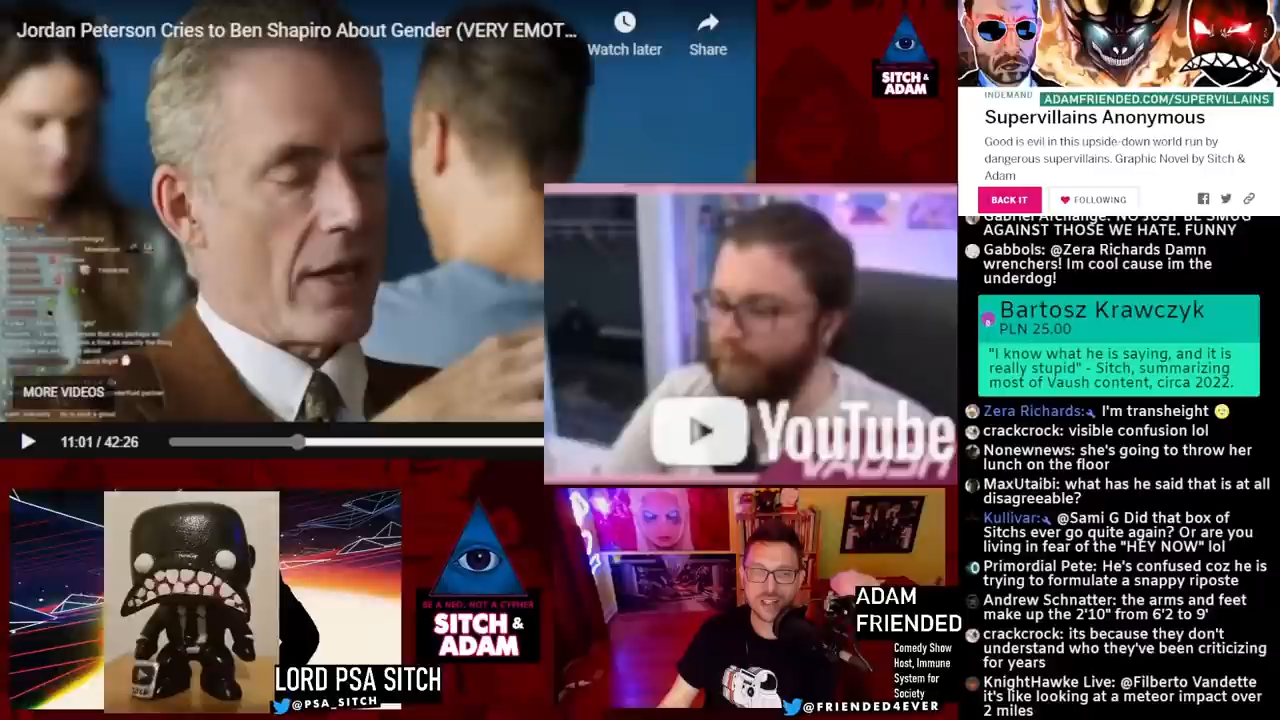 Jordan Peterson Cries to Ben Shapiro About Gender (VERY EMOT...
Watch later
Share
SITCH &
ADAM
MORE VIDEOS
11:01 / 42:26
YouTube
VAUSH
BE A NEO, NOT A CYPHER
SITCH &
ADAM
LORD PSA SITCH
@PSA_SITCH
ADAM
FRIENDED
Comedy Show
Host, Immune
System for
Society
@FRIENDED4EVER
INDEMAND
ADAMFRIENDED.COM/SUPERVILLAINS
Supervillains Anonymous
Good is evil in this upside-down world run by
dangerous supervillains. Graphic Novel by Sitch &
Adam
BACK IT
FOLLOWING
Gabriel Archange: NO JUST BE SMUG
AGAINST THOSE WE HATE. FUNNY
Gabbols: @Zera Richards Damn
wrenchers! Im cool cause im the
underdog!
Bartosz Krawczyk
PLN 25.00
"I know what he is saying, and it is
really stupid" - Sitch, summarizing
most of Vaush content, circa 2022.
Zera Richards: I'm transheight
crackcrock: visible confusion lol
Nonewnews: she's going to throw her
lunch on the floor
MaxUtaibi: what has he said that is at all
disagreeable?
Kullivar: @Sami G Did that box of
Sitchs ever go quite again? Or are you
living in fear of the "HEY NOW" lol
Primordial Pete: He's confused coz he is
trying to formulate a snappy riposte
Andrew Schnatter: the arms and feet
make up the 2'10" from 6'2 to 9'
crackcrock: its because they don't
understand who they've been criticizing
for years
KnightHawke Live: @Filberto Vandette
it's like looking at a meteor impact over
2 miles